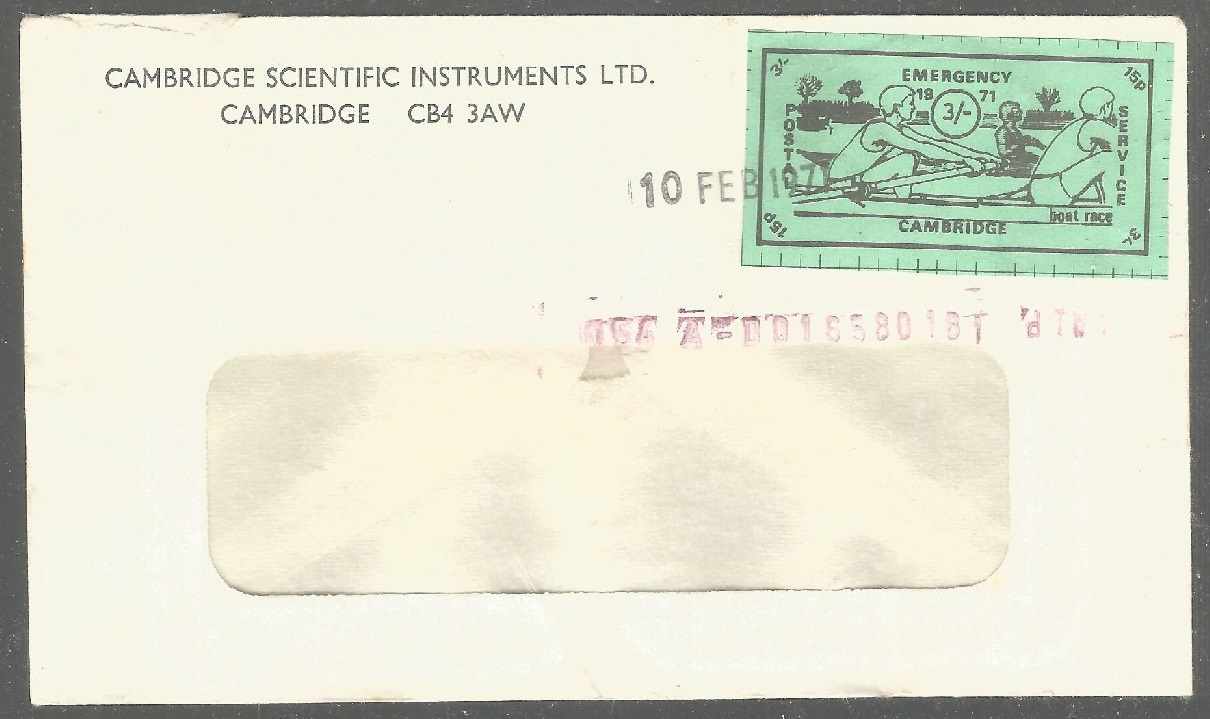 CAMBRIDGE SCIENTIFIC INSTRUMENTS LTD.
CAMBRIDGE CB4 3AW
3/-
15p
EMERGENCY
19 71
3/-
POSTAL
SERVICE
boat race
15p
CAMBRIDGE
3/-
10 FEB 1971